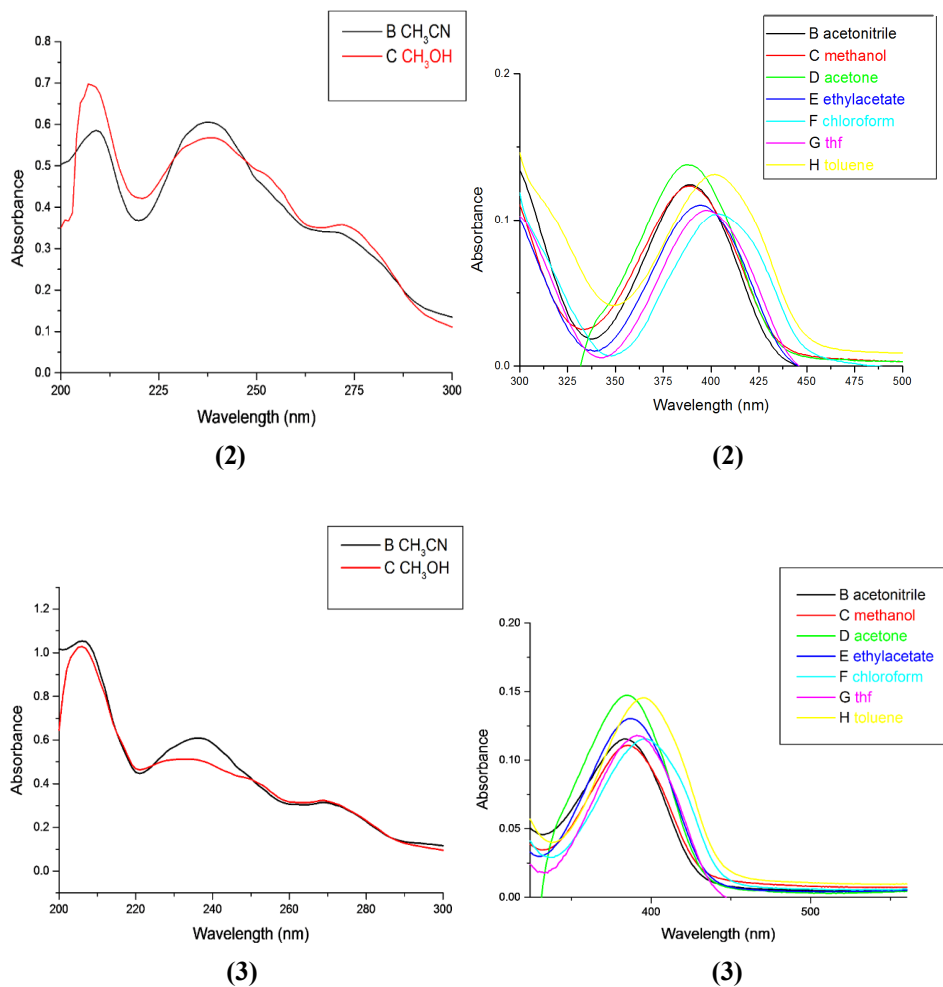 B CH₃CN
C CH₃OH
0.8
0.7
0.6
0.5
0.4
0.3
0.2
0.1
0.0
Absorbance
200
220
250
250
300
Wavelength (nm)
(2)
B acetonitrile
C methanol
D acetone
E ethylacetate
F chloroform
G thf
H toluene
0.2
0.1
0.0
Absorbance
300
325
350
375
400
425
450
475
500
Wavelength (nm)
(2)
B CH₃CN
C CH₃OH
1.2
1.0
0.8
0.6
0.4
0.2
0.0
Absorbance
200
220
240
260
280
300
Wavelength (nm)
(3)
B acetonitrile
C methanol
D acetone
E ethylacetate
F chloroform
G thf
H toluene
0.20
0.15
0.10
0.05
0.00
Absorbance
400
500
Wavelength (nm)
(3)